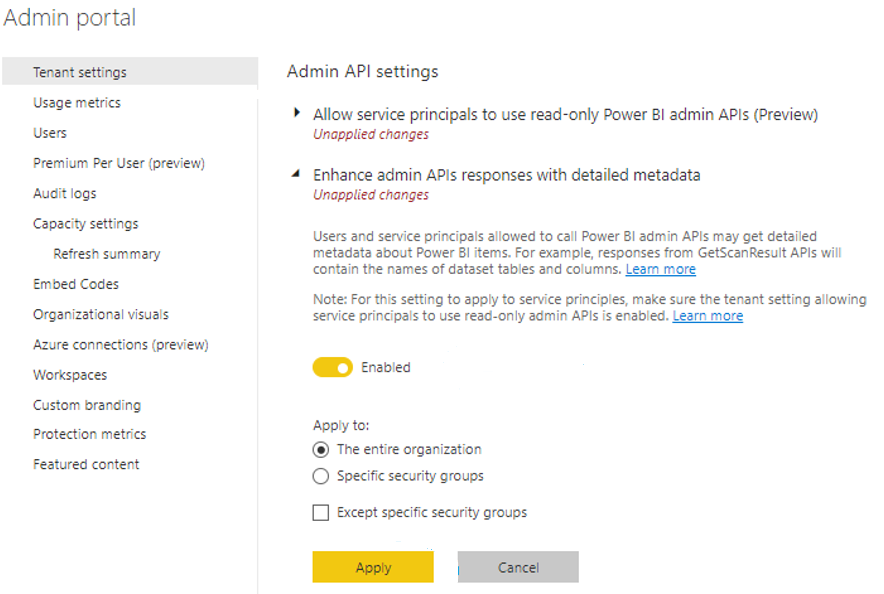 Admin portal
Tenant settings
Usage metrics
Users
Premium Per User (preview)
Audit logs
Capacity settings
Refresh summary
Embed Codes
Organizational visuals
Azure connections (preview)
Workspaces
Custom branding
Protection metrics
Featured content
Admin API settings
Allow service principals to use read-only Power BI admin APIs (Preview)
Unapplied changes
Enhance admin APIs responses with detailed metadata
Unapplied changes
Users and service principals allowed to call Power BI admin APIs may get detailed
metadata about Power BI items. For example, responses from GetScanResult APIs will
contain the names of dataset tables and columns. Learn more
Note: For this setting to apply to service principles, make sure the tenant setting allowing
service principals to use read-only admin APIs is enabled. Learn more
Enabled
Apply to:
The entire organization
Specific security groups
Except specific security groups
Apply
Cancel